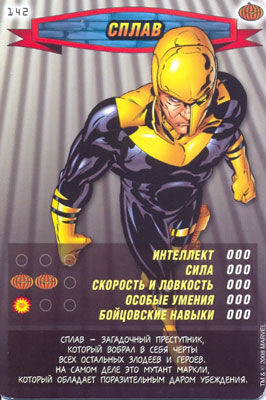 142
СПЛАВ
ИНТЕЛЛЕКТ 000
СИЛА 000
СКОРОСТЬ И ЛОВКОСТЬ 000
ОСОБЫЕ УМЕНИЯ 000
БОЙЦОВСКИЕ НАВЫКИ 000
СПЛАВ – ЗАГАДОЧНЫЙ ПРЕСТУПНИК,
КОТОРЫЙ ВОБРАЛ В СЕБЯ ЧЕРТЫ
ВСЕХ ОСТАЛЬНЫХ ЗЛОДЕЕВ И ГЕРОЕВ.
НА САМОМ ДЕЛЕ ЭТО МУТАНТ МАРКЛИ,
КОТОРЫЙ ОБЛАДАЕТ ПОРАЗИТЕЛЬНЫМ ДАРОМ УБЕЖДЕНИЯ.
TM & © 2008 MARVEL